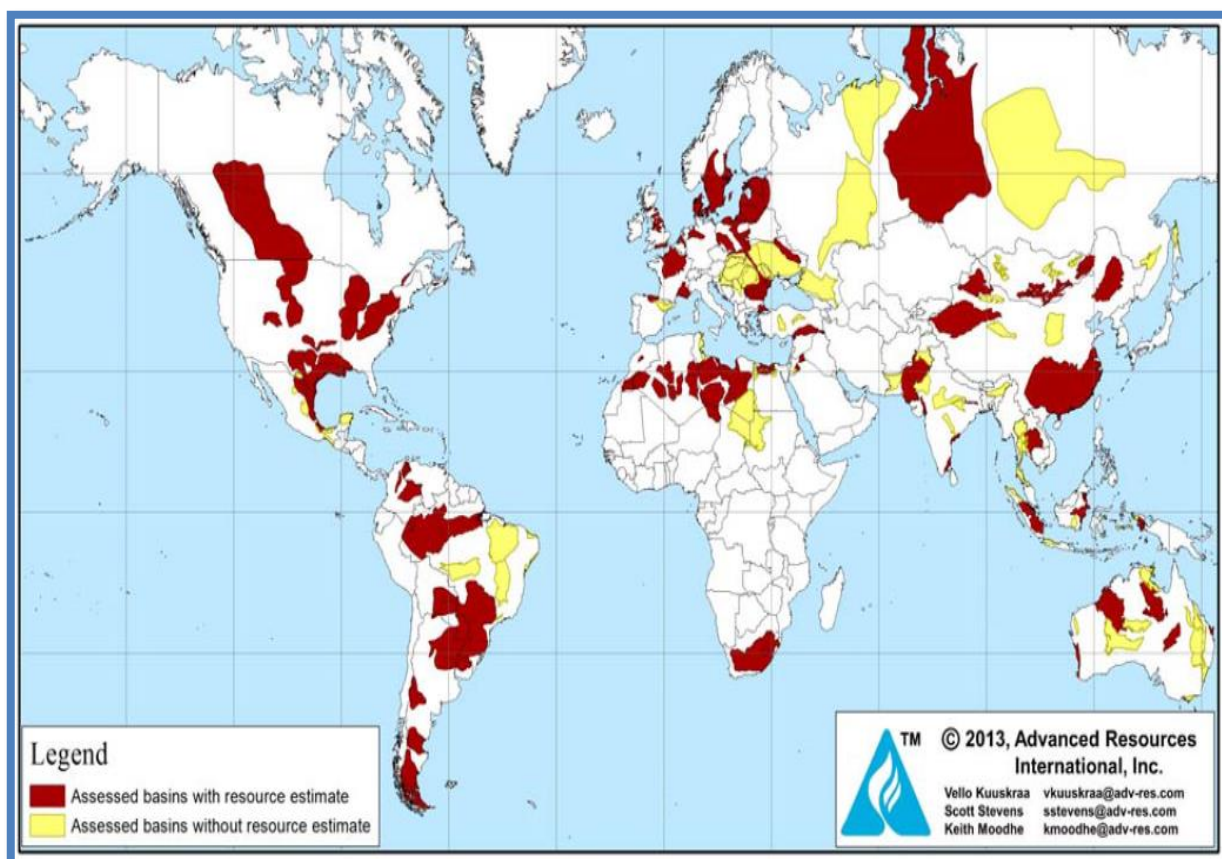 Legend
Assessed basins with resource estimate
Assessed basins without resource estimate
TM
© 2013, Advanced Resources
International, Inc.
Vello Kuuskraa vkuuskraa@adv-res.com
Scott Stevens sstevens@adv-res.com
Keith Moodhe kmoodhe@adv-res.com